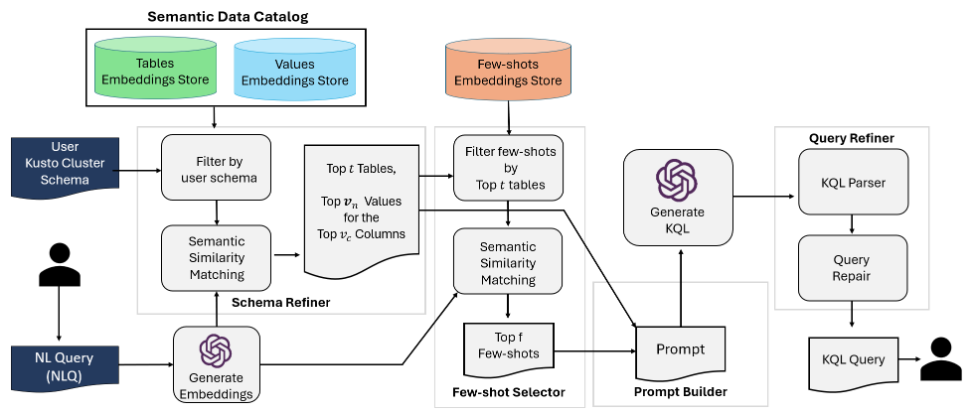 Semantic Data Catalog
Tables
Embeddings Store
Values
Embeddings Store
Few-shots
Embeddings Store
User
Kusto Cluster
Schema
Filter by
user schema
Semantic
Similarity
Matching
Schema Refiner
Top t Tables,
Top vn Values
for the
Top vc Columns
NL Query
(NLQ)
Generate
Embeddings
Filter few-shots
by
Top t tables
Semantic
Similarity
Matching
Top f
Few-shots
Few-shot Selector
Generate
KQL
Prompt
Prompt Builder
Query Refiner
KQL Parser
Query
Repair
KQL Query